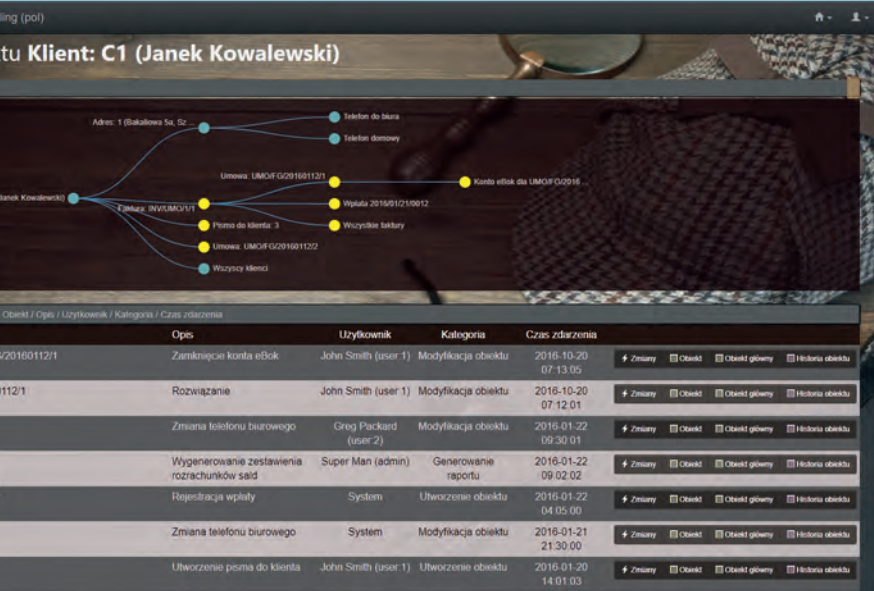 ling (pol)
tu Klient: C1 (Janek Kowalewski)
Telefon do biura
Adres: 1 (Bakaliowa 5a, Sz ...
Telefon domowy
Umowa: UMO/FG/20160112/1
Konto eBok dla UMO/FG/2016 ...
Janek Kowalewski)
Faktura: INV/UMO/1/1
Wpłata 2016/01/21/0012
Pismo do klienta: 3
Wszystkie faktury
Umowa: UMO/FG/20160112/2
Wszyscy klienci
Obiekt / Opis / Użytkownik / Kategoria / Czas zdarzenia
Opis Użytkownik Kategoria Czas zdarzenia
/20160112/1 Zamknięcie konta eBok John Smith (user:1) Modyfikacja obiektu 2016-10-20 Zmiany Obiekt Obiekt główny Historia obiektu
07:13:05
112/1 Rozwiązanie John Smith (user:1) Modyfikacja obiektu 2016-10-20 Zmiany Obiekt Obiekt główny Historia obiektu
07:12:01
Zmiana telefonu biurowego Greg Packard Modyfikacja obiektu 2016-01-22 Zmiany Obiekt Obiekt główny Historia obiektu
(user:2) 09:30:01
Wygenerowanie zestawienia Super Man (admin) Generowanie 2016-01-22 Zmiany Obiekt Obiekt główny Historia obiektu
rozrachunków sald raportu 09:02:02
Rejestracja wpłaty System Utworzenie obiektu 2016-01-22 Zmiany Obiekt Obiekt główny Historia obiektu
04:05:00
Zmiana telefonu biurowego System Modyfikacja obiektu 2016-01-21 Zmiany Obiekt Obiekt główny Historia obiektu
21:30:00
Utworzenie pisma do klienta John Smith (user:1) Utworzenie obiektu 2016-01-20 Zmiany Obiekt Obiekt główny Historia obiektu
14:01:03